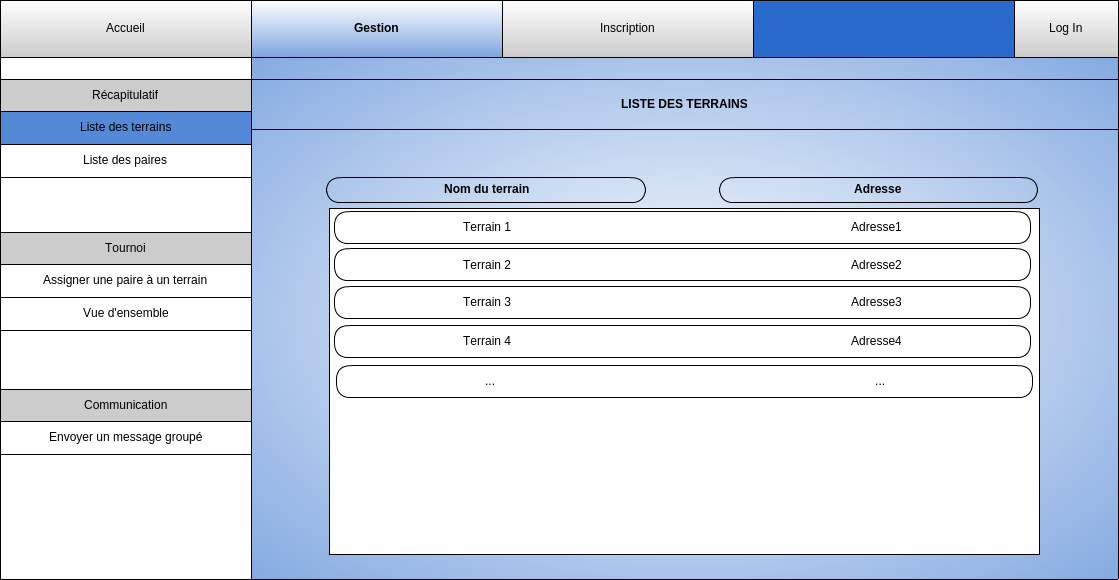 Accueil
Gestion
Inscription
Log In
Récapitulatif
Liste des terrains
Liste des paires
Tournoi
Assigner une paire à un terrain
Vue d'ensemble
Communication
Envoyer un message groupé
LISTE DES TERRAINS
Nom du terrain Adresse
Terrain 1 Adresse1
Terrain 2 Adresse2
Terrain 3 Adresse3
Terrain 4 Adresse4
... ...